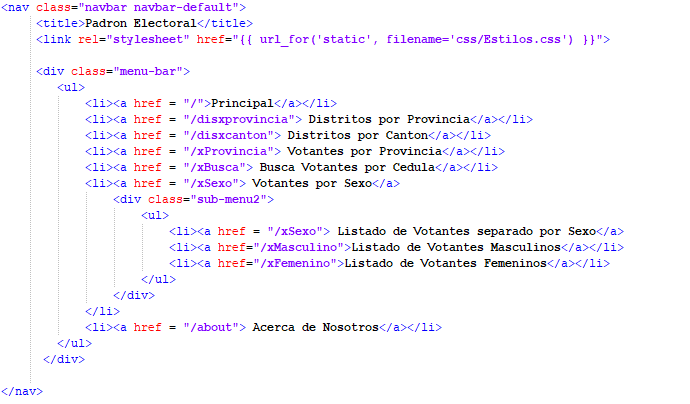 <nav class="navbar navbar-default">
<title>Padron Electoral</title>
<link rel="stylesheet" href="{{ url_for('static', filename='css/Estilos.css') }}">
<div class="menu-bar">
<ul>
<li><a href = "/">Principal</a></li>
<li><a href = "/disxprovincia"> Distritos por Provincia</a></li>
<li><a href = "/disxcanton"> Distritos por Canton</a></li>
<li><a href = "/xProvincia"> Votantes por Provincia</a></li>
<li><a href = "/xBusca"> Busca Votantes por Cedula</a></li>
<li><a href = "/xSexo"> Votantes por Sexo</a>
<div class="sub-menu2">
<ul>
<li><a href = "/xSexo"> Listado de Votantes separado por Sexo</a>
<li><a href="/xMasculino">Listado de Votantes Masculinos</a></li>
<li><a href="/xFemenino">Listado de Votantes Femeninos</a></li>
</ul>
</div>
</li>
<li><a href = "/about"> Acerca de Nosotros</a></li>
</ul>
</div>
</nav>